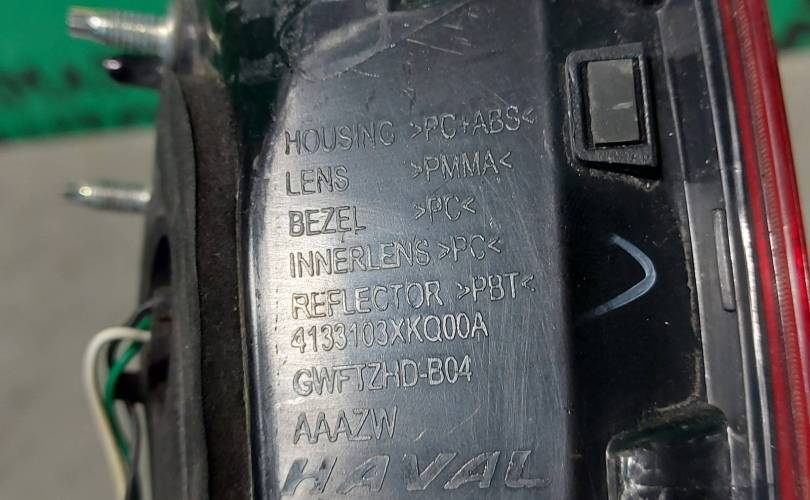 HOUSING >PC+ABS<
LENS >PMMA<
BEZEL >PC<
INNERLENS >PC<
REFLECTOR >PBT<
4133103XKQ00A
GWFTZHD-B04
AAAZW
HAVAL